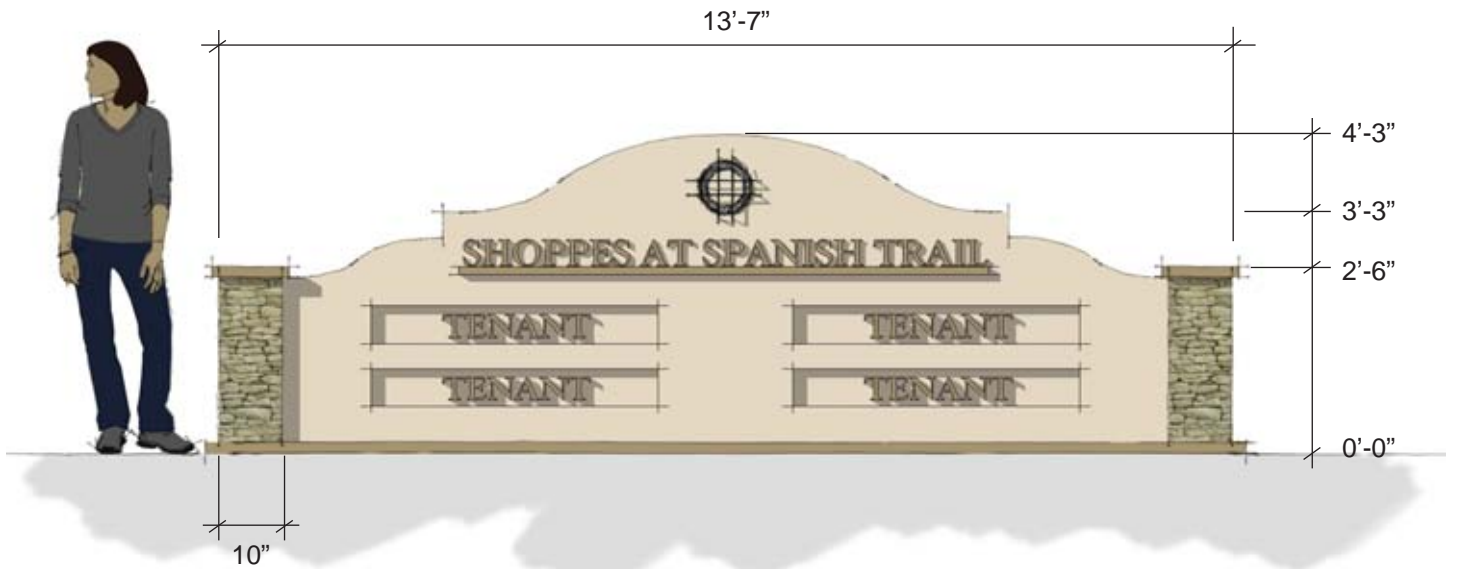 13’-7”
4’-3”
3’-3”
SHOPPES AT SPANISH TRAIL
2’-6”
TENANT TENANT
TENANT TENANT
0’-0”
10”